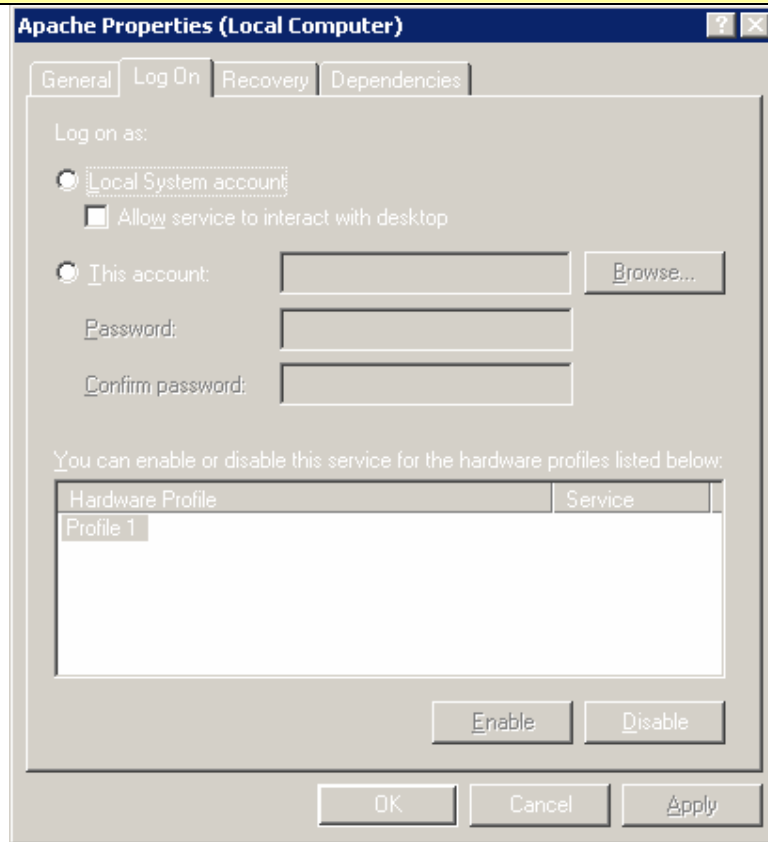 Apache Properties (Local Computer)
General Log On Recovery Dependencies
Log on as:
Local System account
Allow service to interact with desktop
This account: Browse...
Password:
Confirm password:
You can enable or disable this service for the hardware profiles listed below:
Hardware Profile Service
Profile 1
Enable Disable
OK Cancel Apply